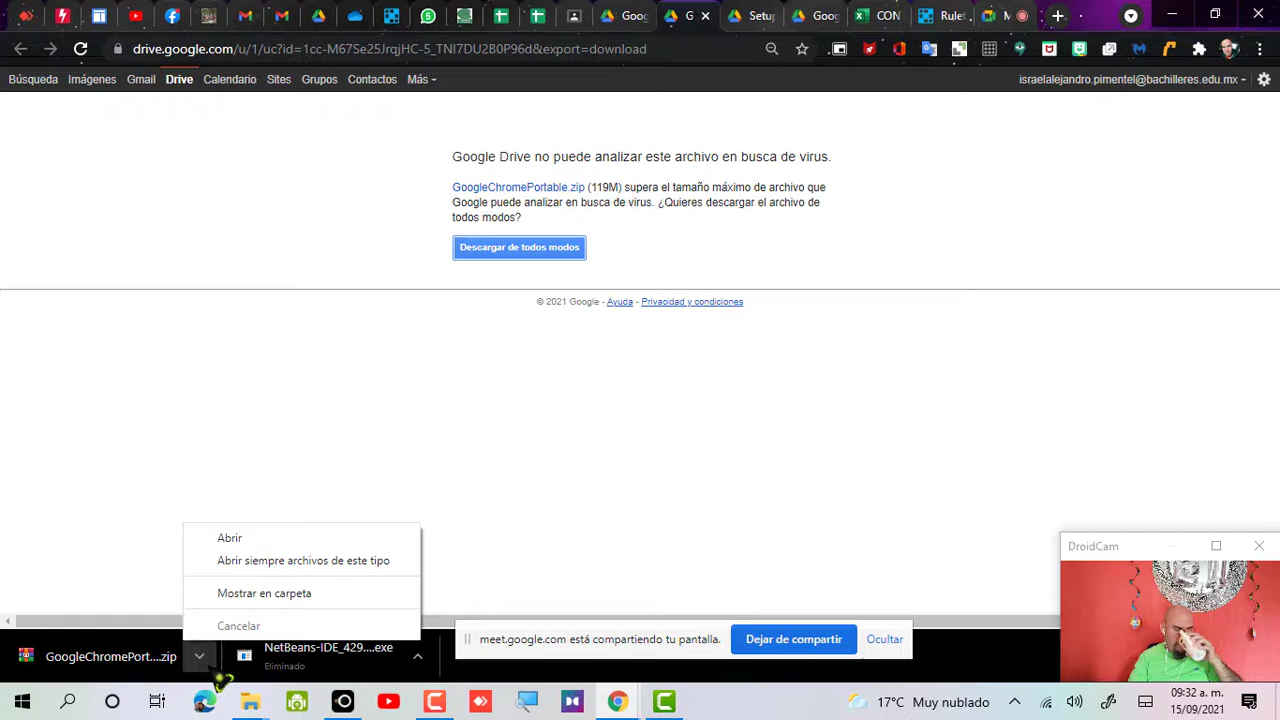 Goog
G
Setu
Goog
CON
Rulet
M
drive.google.com/u/1/uc?id=1cc-M67Se25JrqjHC-5_TNI7DU2B0P96d&export=download
Búsqueda Imágenes Gmail Drive Calendario Sites Grupos Contactos Más
israelalejandro.pimentel@bachilleres.edu.mx
Google Drive no puede analizar este archivo en busca de virus.
GoogleChromePortable.zip (119M) supera el tamaño máximo de archivo que
Google puede analizar en busca de virus. ¿Quieres descargar el archivo de
todos modos?
Descargar de todos modos
© 2021 Google - Ayuda - Privacidad y condiciones
Abrir
Abrir siempre archivos de este tipo
Mostrar en carpeta
Cancelar
DroidCam
GoogleChromePort....zip
NetBeans-IDE_429....exe
Eliminado
meet.google.com está compartiendo tu pantalla.
Dejar de compartir
Ocultar
17°C Muy nublado
09:32 a. m.
15/09/2021